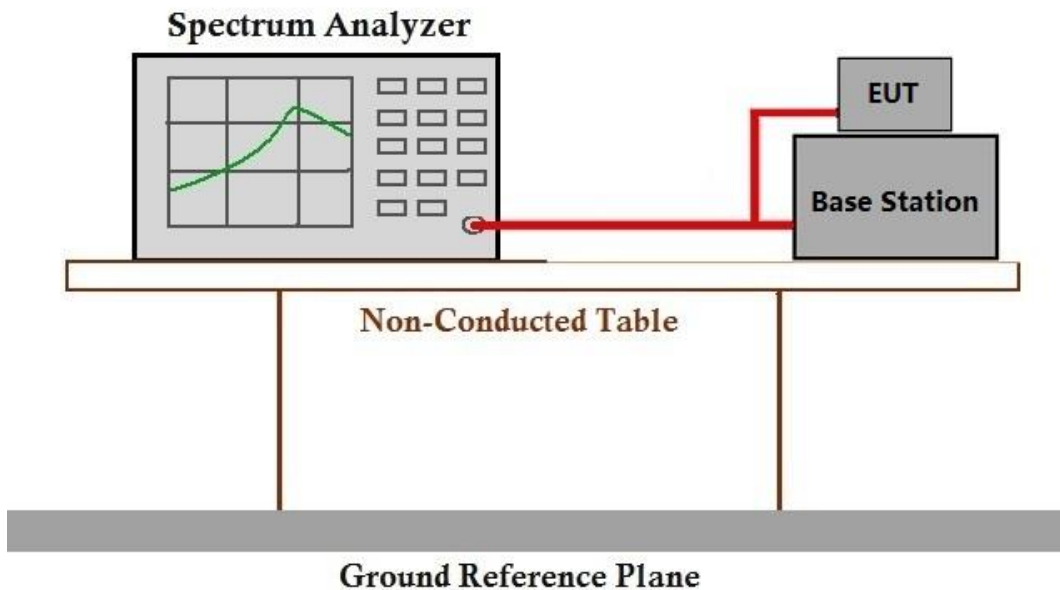 Spectrum Analyzer
EUT
Base Station
Non-Conducted Table
Ground Reference Plane